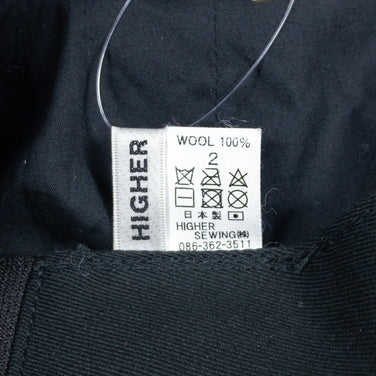 HIGHER
WOOL 100%
2
日本製
HIGHER
SEWING㈱
086-362-3511